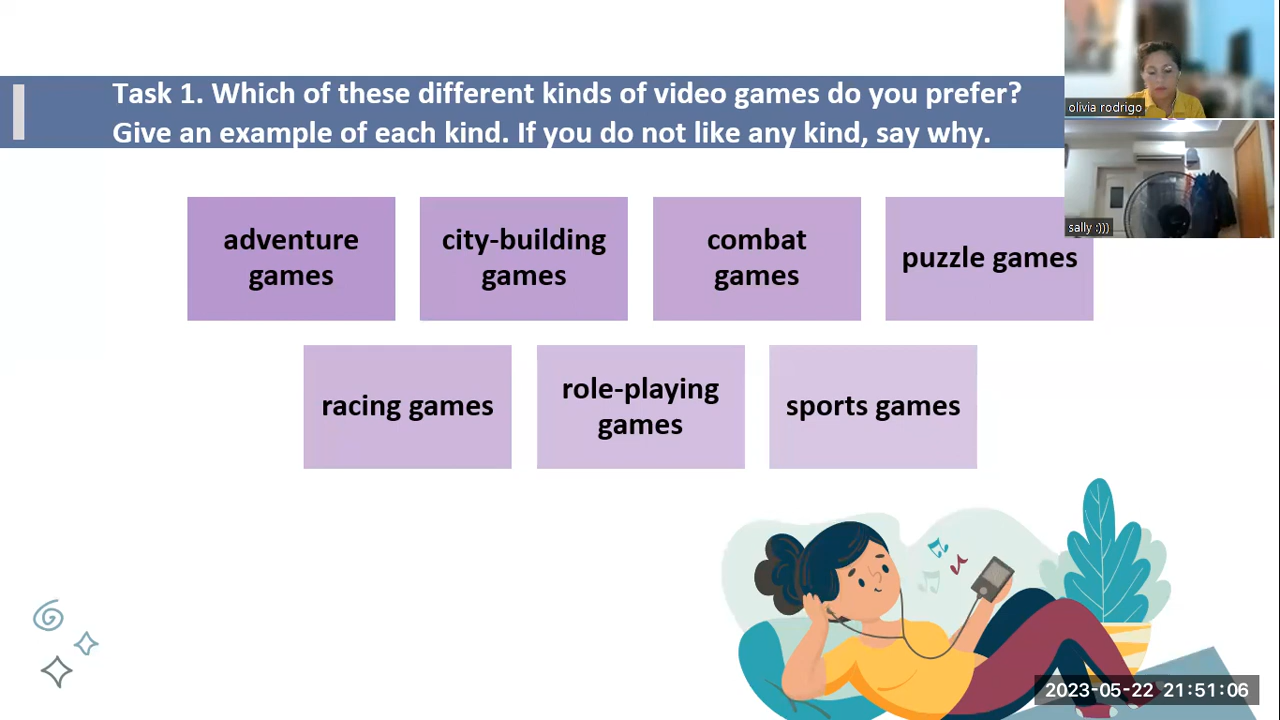 Task 1. Which of these different kinds of video games do you prefer?
Give an example of each kind. If you do not like any kind, say why.
olivia rodrigo
sally :)))
adventure
games
city-building
games
combat
games
puzzle games
racing games
role-playing
games
sports games
2023-05-22 21:51:06